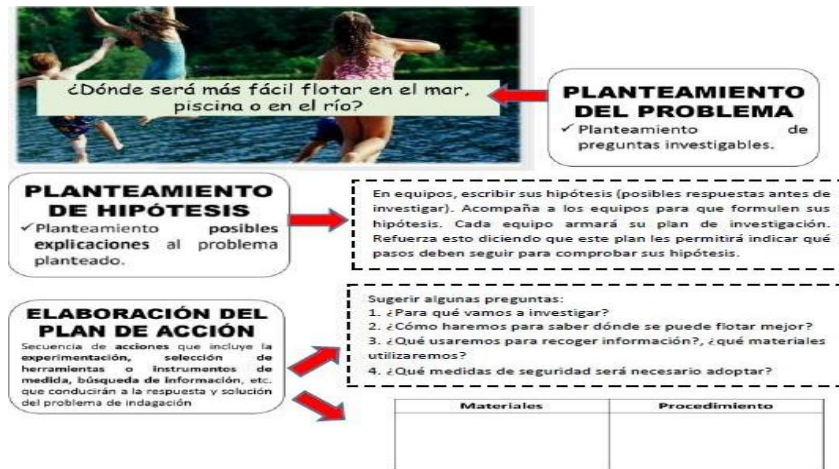 ¿Dónde será más fácil flotar en el mar,
piscina o en el río?
PLANTEAMIENTO
DEL PROBLEMA
✓ Planteamiento de
preguntas investigables.
PLANTEAMIENTO
DE HIPÓTESIS
✓ Planteamiento posibles
explicaciones al problema
planteado.
En equipos, escribir sus hipótesis (posibles respuestas antes de
investigar). Acompaña a los equipos para que formulen sus
hipótesis. Cada equipo armará su plan de investigación.
Refuerza esto diciendo que este plan les permitirá indicar qué
pasos deben seguir para comprobar sus hipótesis.
ELABORACIÓN DEL
PLAN DE ACCIÓN
Secuencia de acciones que incluye la
experimentación, selección de
herramientas o instrumentos de
medida, búsqueda de información, etc.
que conducirán a la respuesta y solución
del problema de indagación
Sugerir algunas preguntas:
1. ¿Para qué vamos a investigar?
2. ¿Cómo haremos para saber dónde se puede flotar mejor?
3. ¿Qué usaremos para recoger información?, ¿qué materiales
utilizaremos?
4. ¿Qué medidas de seguridad será necesario adoptar?
Materiales Procedimiento